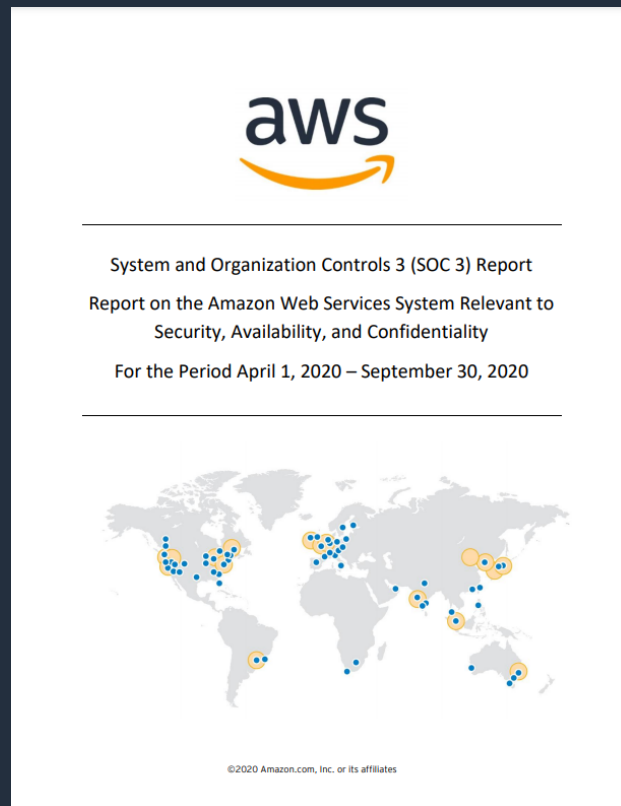 aws
System and Organization Controls 3 (SOC 3) Report
Report on the Amazon Web Services System Relevant to
Security, Availability, and Confidentiality
For the Period April 1, 2020 – September 30, 2020
©2020 Amazon.com, Inc. or its affiliates